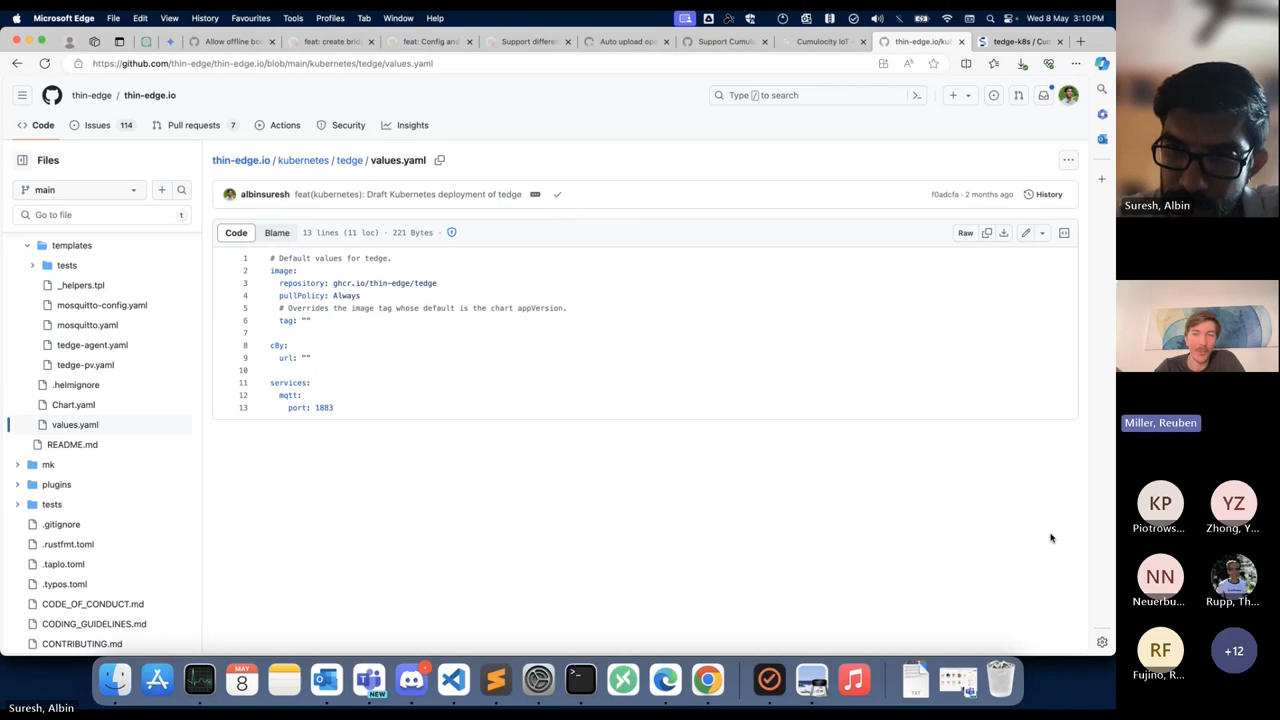 Microsoft Edge File Edit View History Favourites Tools Profiles Tab Window Help Wed 8 May 3:10PM
Allow offline bo
feat: create brid
feat: Config and
Support differe
Auto upload ope
Support Cumulo
Cumulocity IoT -
thin-edge.io/kub
tedge-k8s / Cum
https://github.com/thin-edge/thin-edge.io/blob/main/kubernetes/tedge/values.yaml
thin-edge / thin-edge.io
Type / to search
Code
Issues 114
Pull requests 7
Actions
Security
Insights
Files
main
Go to file
t
templates
tests
_helpers.tpl
mosquitto-config.yaml
mosquitto.yaml
tedge-agent.yaml
tedge-pv.yaml
.helmignore
Chart.yaml
values.yaml
README.md
mk
plugins
tests
.gitignore
.rustfmt.toml
.taplo.toml
.typos.toml
CODE_OF_CONDUCT.md
CODING_GUIDELINES.md
CONTRIBUTING.md
thin-edge.io / kubernetes / tedge / values.yaml
albinsuresh feat(kubernetes): Draft Kubernetes deployment of tedge
f0adcfa · 2 months ago
History
Code
Blame
13 lines (11 loc) · 221 Bytes
Raw
1 # Default values for tedge.
2 image:
3 repository: ghcr.io/thin-edge/tedge
4 pullPolicy: Always
5 # Overrides the image tag whose default is the chart appVersion.
6 tag: ""
7
8 c8y:
9 url: ""
10
11 services:
12 mqtt:
13 port: 1883
Suresh, Albin
Miller, Reuben
KP
Piotrows...
YZ
Zhong, Y...
NN
Neuerbu...
Rupp, Th...
RF
Fujino, R...
+12
MAY
8
NEW
TXT
Suresh, Albin